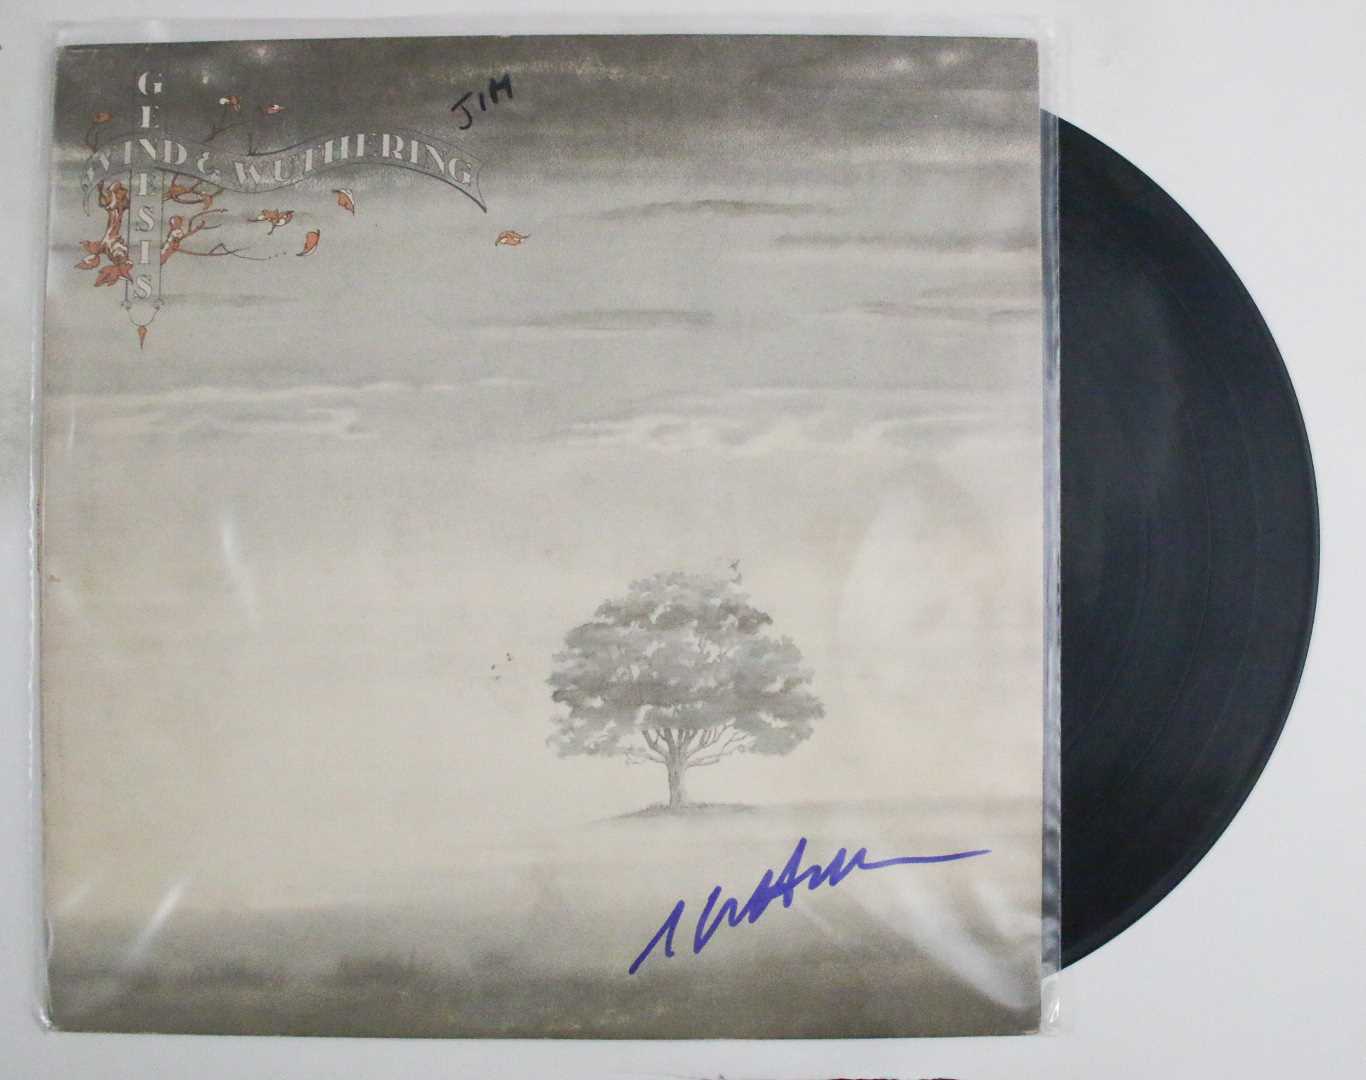 GENESIS
WIND & WUTHERING
JIM